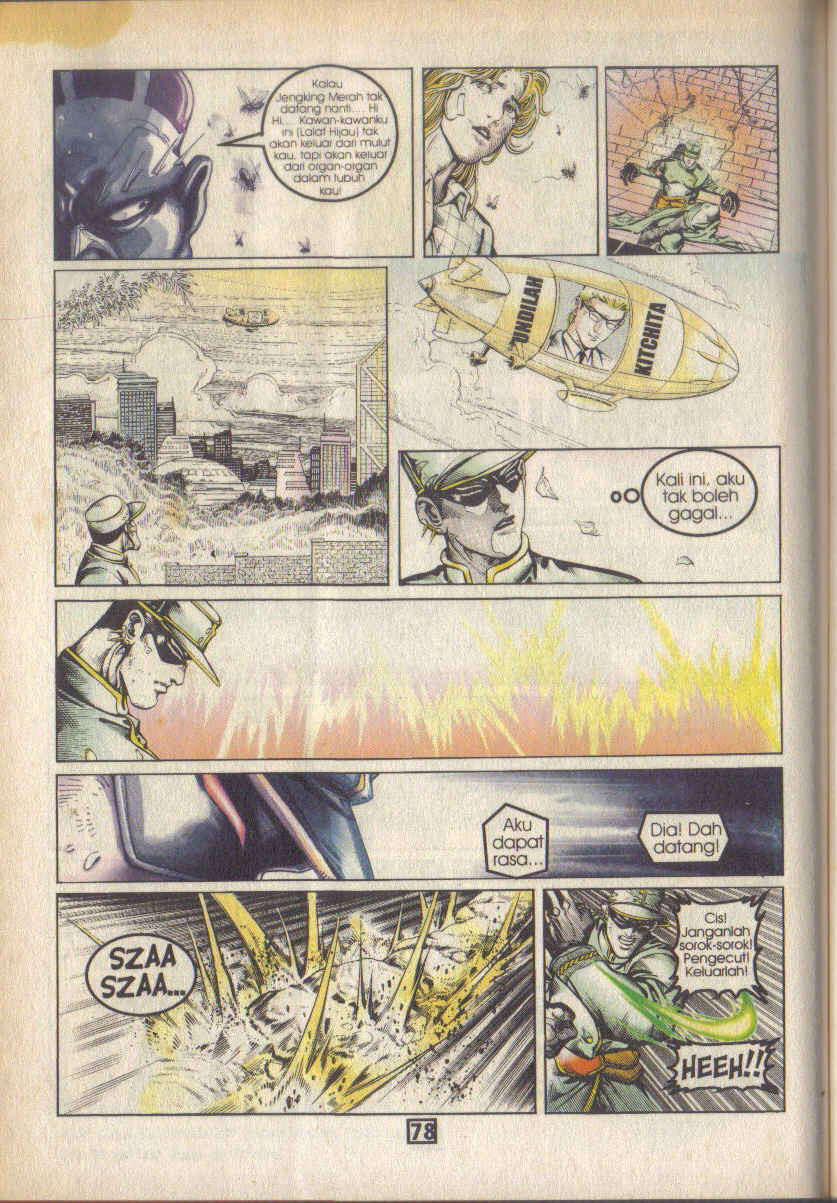 Kalau
Jengking Merah tak
datang nanti.... Hi
Hi.... Kawan-kawanku
ini (Lalat Hijau) tak
akan keluar dari mulut
kau, tapi akan keluar
dari organ-organ
dalam tubuh
kau!
UNDILAH
KITCHITA
Kali ini, aku
tak boleh
gagal...
Aku
dapat
rasa...
Dia! Dah
datang!
SZAA
SZAA...
Cis!
Janganlah
sorok-sorok!
Pengecut!
Keluarlah!
HEEH!!
78